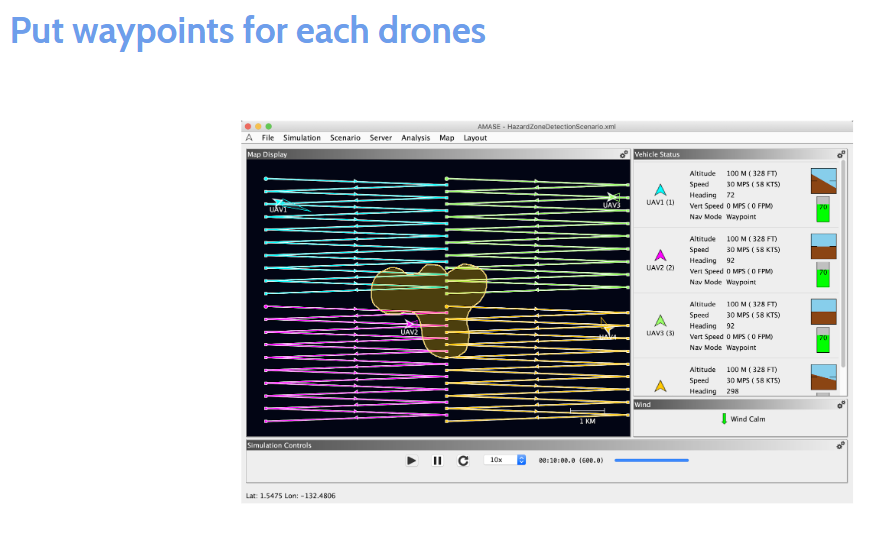 Put waypoints for each drones
AMASE - HazardZoneDetectionScenario.xml
A File Simulation Scenario Server Analysis Map Layout
Map Display
UAV1
UAV3
UAV2
1 KM
Vehicle Status
UAV1 (1)
Altitude 100 M ( 328 FT)
Speed 30 MPS ( 58 KTS)
Heading 72
Vert Speed 0 MPS ( 0 FPM)
Nav Mode Waypoint
70
UAV2 (2)
Altitude 100 M ( 328 FT)
Speed 30 MPS ( 58 KTS)
Heading 92
Vert Speed 0 MPS ( 0 FPM)
Nav Mode Waypoint
70
UAV3 (3)
Altitude 100 M ( 328 FT)
Speed 30 MPS ( 58 KTS)
Heading 92
Vert Speed 0 MPS ( 0 FPM)
Nav Mode Waypoint
70
Altitude 100 M ( 328 FT)
Speed 30 MPS ( 58 KTS)
Heading 298
Wind
Wind Calm
Simulation Controls
10x 00:10:00.0 (600.0)
Lat: 1.5475 Lon: -132.4806